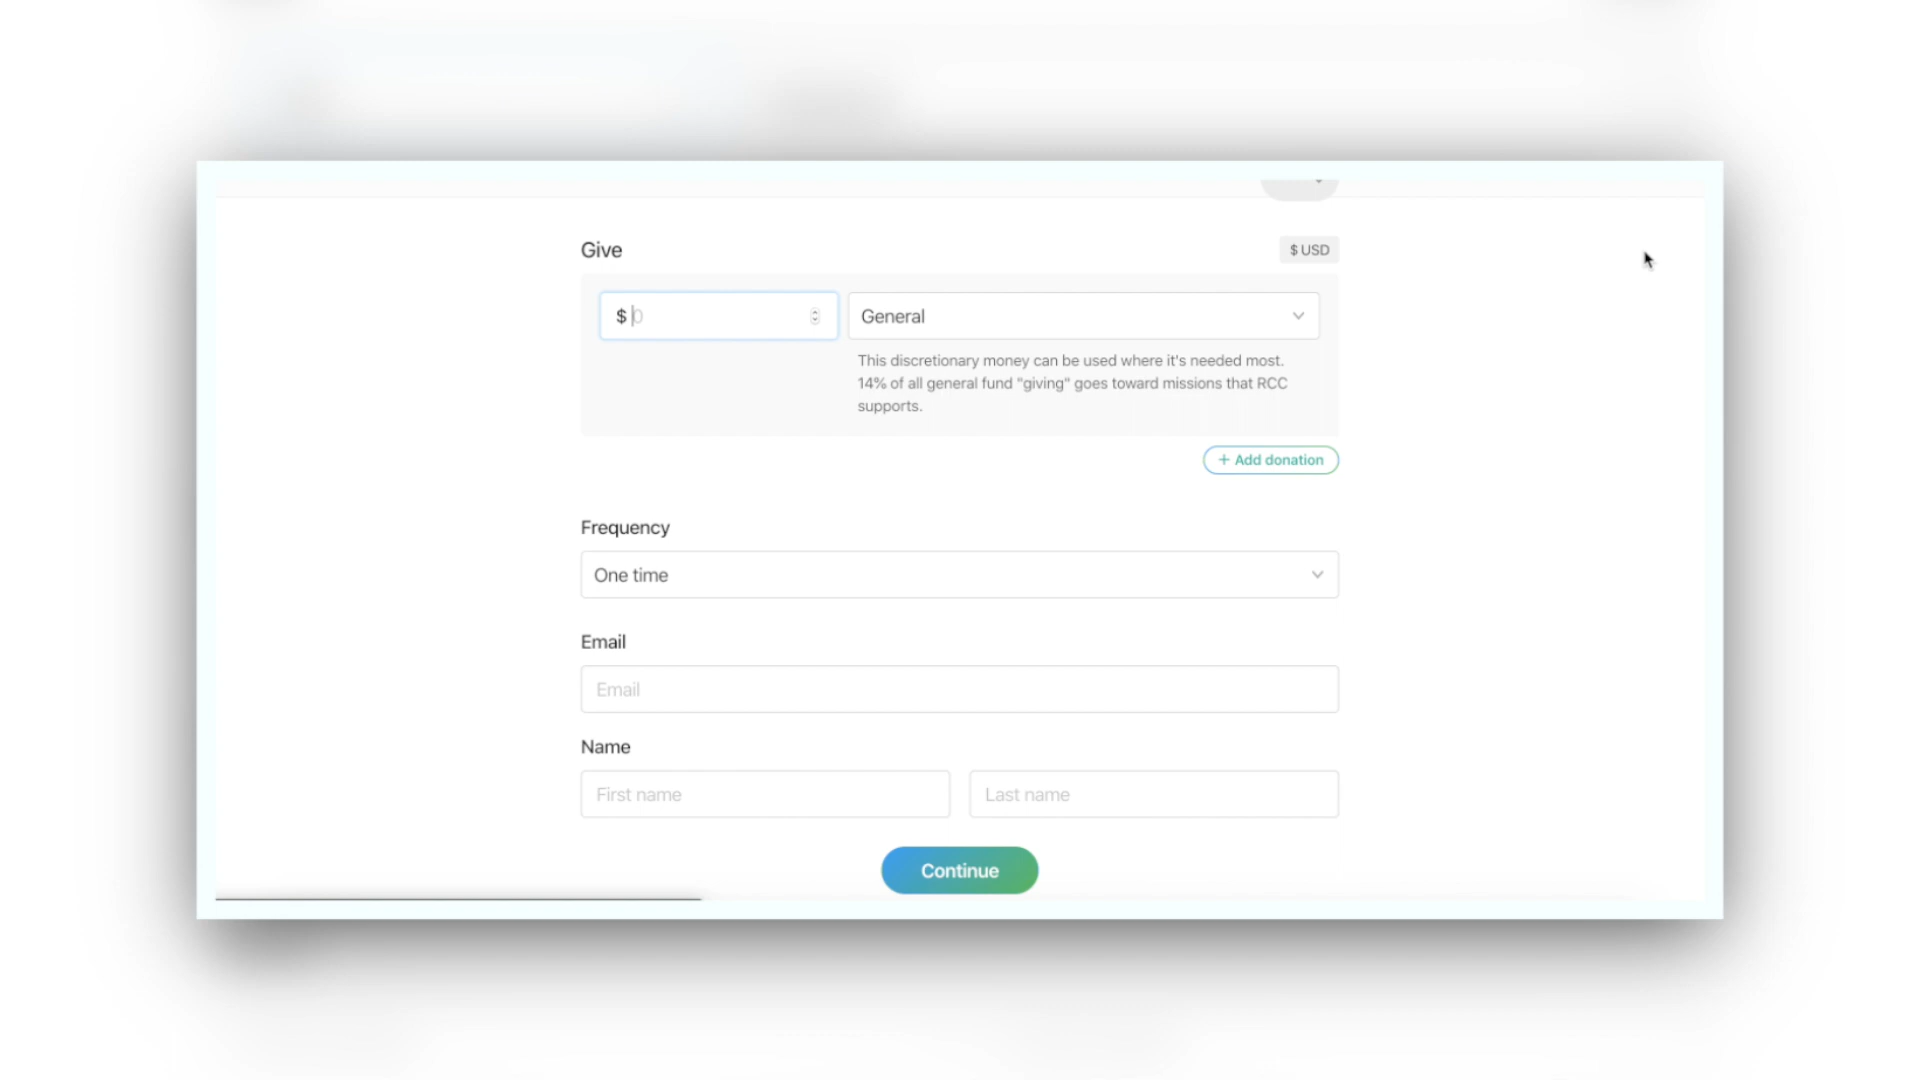 Give
$ USD
$ 0
General
This discretionary money can be used where it's needed most.
14% of all general fund "giving" goes toward missions that RCC
supports.
+ Add donation
Frequency
One time
Email
Email
Name
First name
Last name
Continue